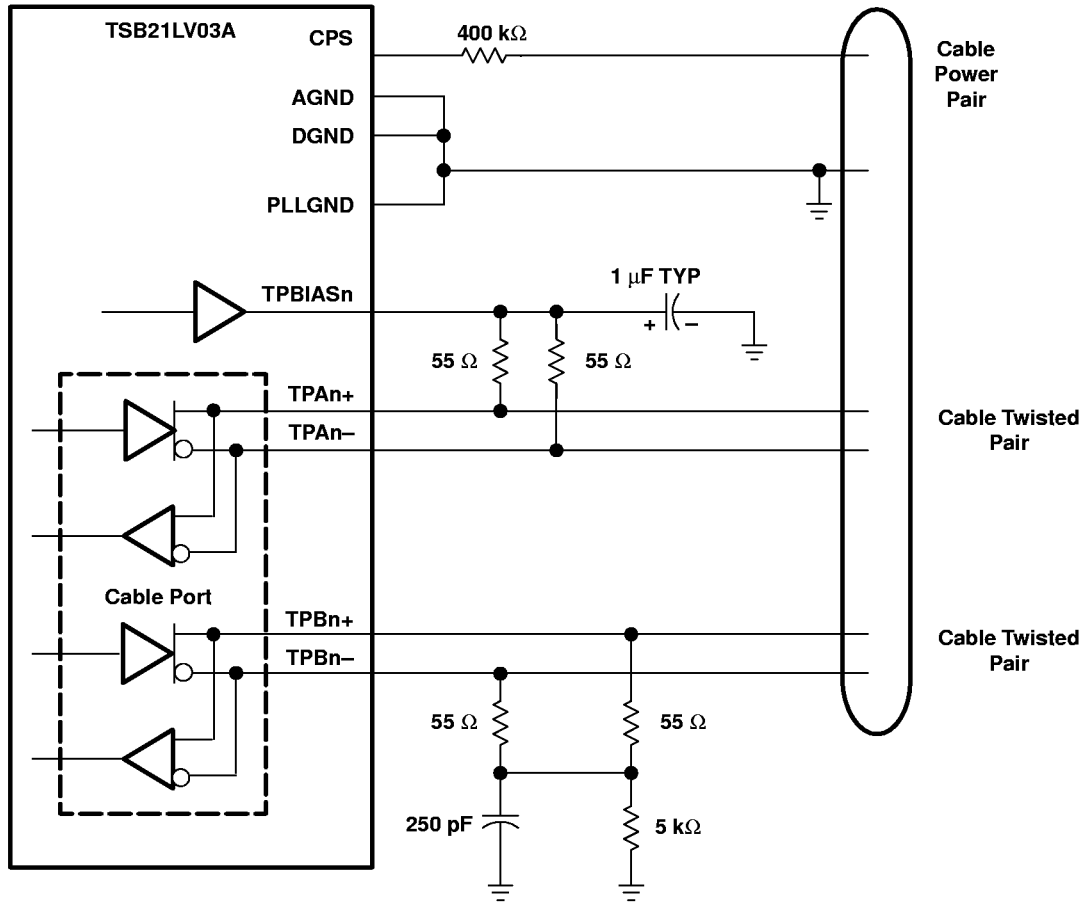 TSB21LV03A
CPS
400 kΩ
Cable
Power
Pair
AGND
DGND
PLLGND
TPBIASn
1 μF TYP
+ –
55 Ω
55 Ω
TPAn+
TPAn–
Cable Twisted
Pair
Cable Port
TPBn+
TPBn–
Cable Twisted
Pair
55 Ω
55 Ω
250 pF
5 kΩ